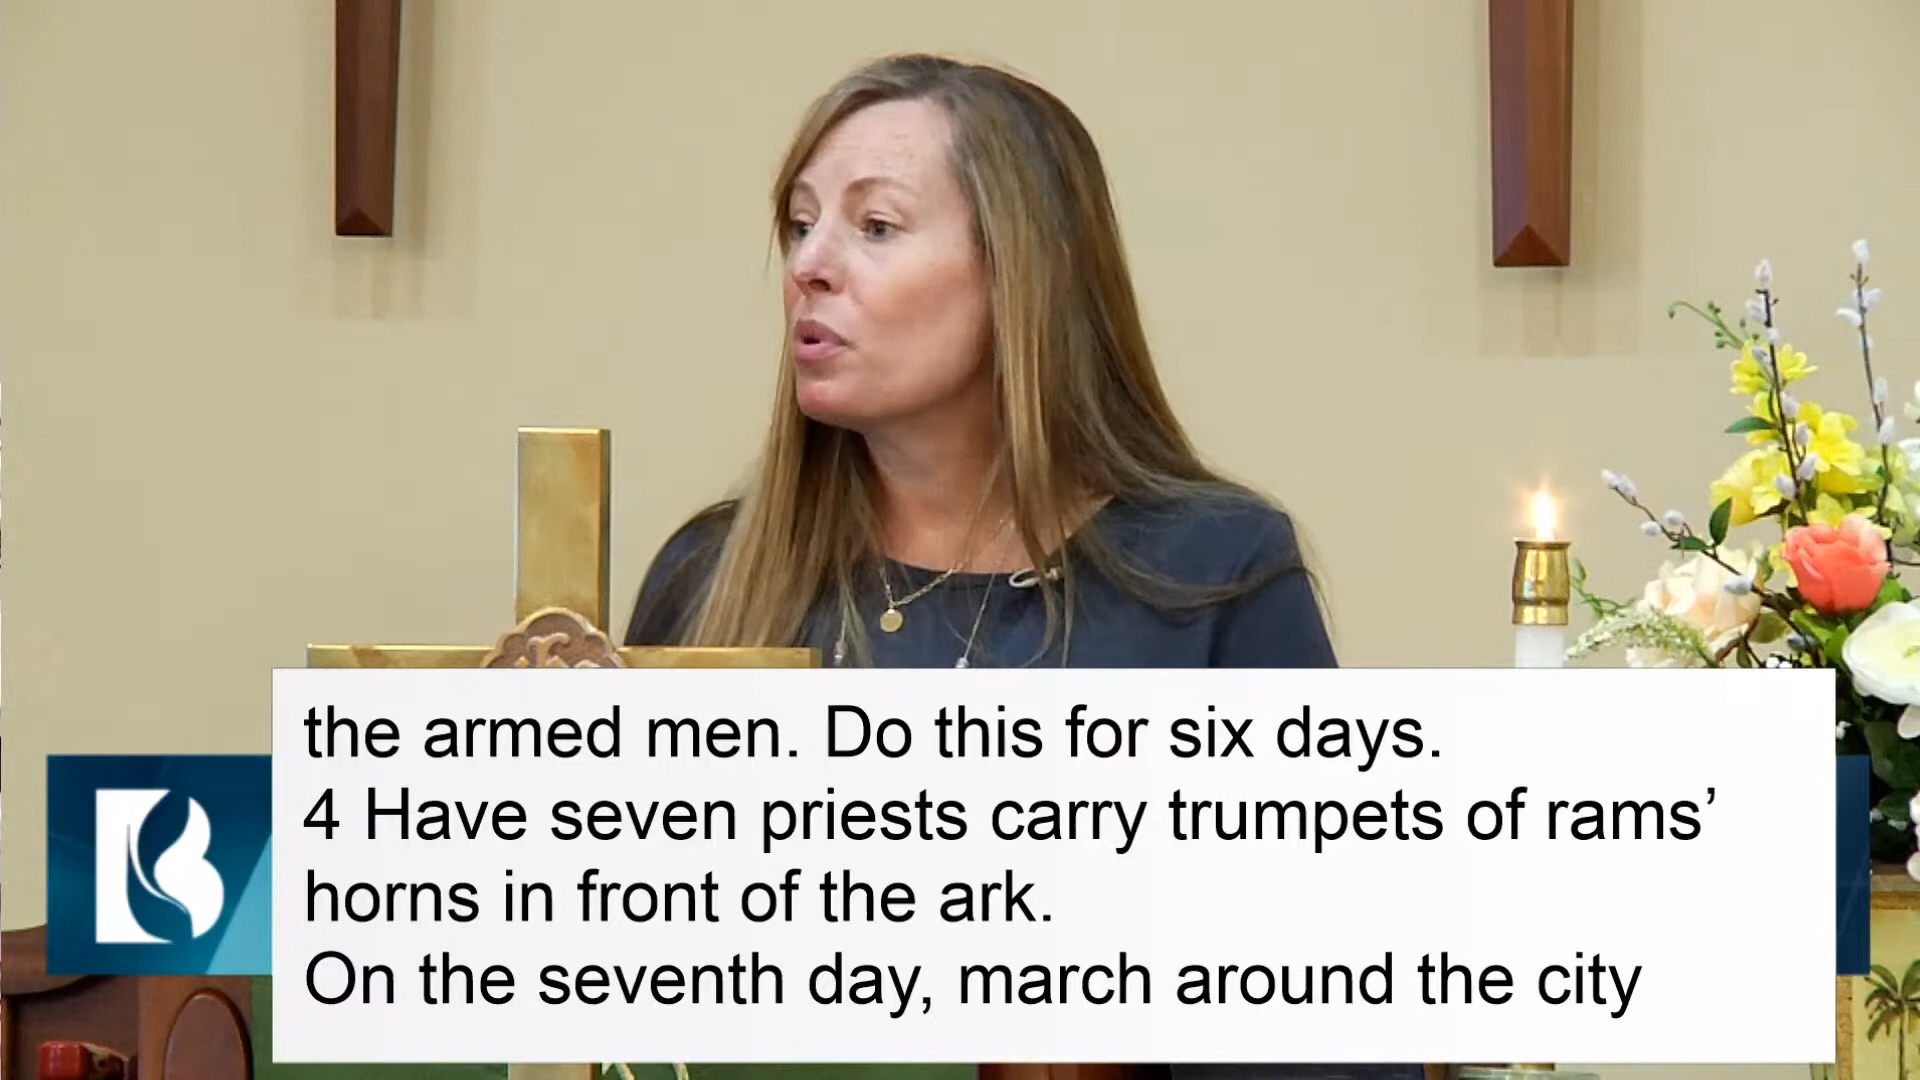 the armed men. Do this for six days.
4 Have seven priests carry trumpets of rams’
horns in front of the ark.
On the seventh day, march around the city